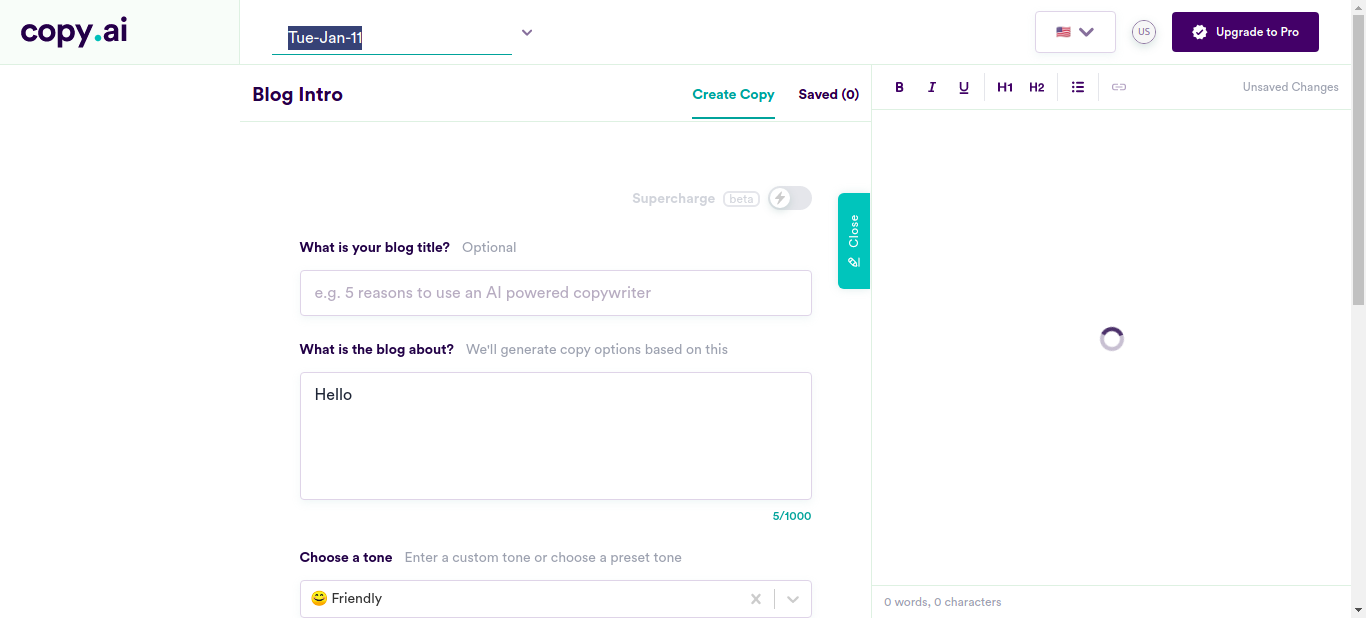 copy.ai
Tue-Jan-11
US
Upgrade to Pro
Blog Intro
Create Copy
Saved (0)
B I U H1 H2
Unsaved Changes
Supercharge beta
Close
What is your blog title? Optional
e.g. 5 reasons to use an AI powered copywriter
What is the blog about? We'll generate copy options based on this
Hello
5/1000
Choose a tone Enter a custom tone or choose a preset tone
😊 Friendly
0 words, 0 characters